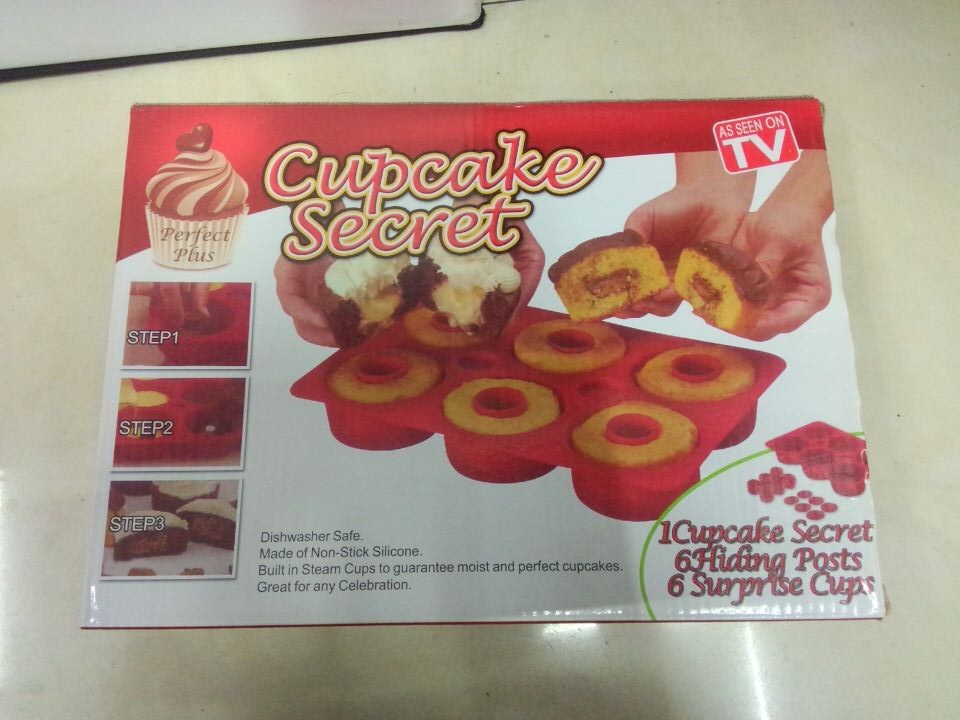 AS SEEN ON
TV
Cupcake
Secret
Perfect
Plus
STEP1
STEP2
STEP3
Dishwasher Safe.
Made of Non-Stick Silicone.
Built in Steam Cups to guarantee moist and perfect cupcakes.
Great for any Celebration.
1Cupcake Secret
6Hiding Posts
6 Surprise Cups